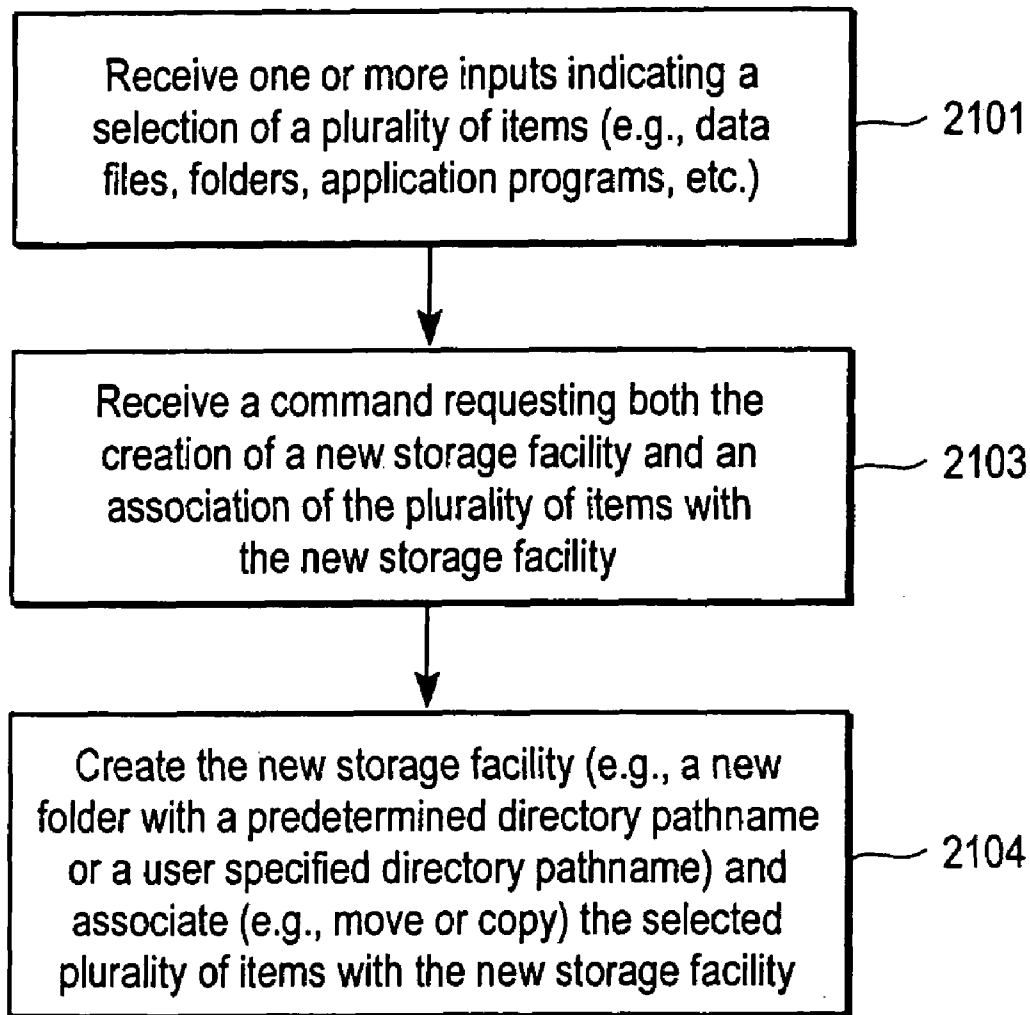 Receive one or more inputs indicating a
selection of a plurality of items (e.g., data
files, folders, application programs, etc.)
2101
Receive a command requesting both the
creation of a new storage facility and an
association of the plurality of items with
the new storage facility
2103
Create the new storage facility (e.g., a new
folder with a predetermined directory pathname
or a user specified directory pathname) and
associate (e.g., move or copy) the selected
plurality of items with the new storage facility
2104